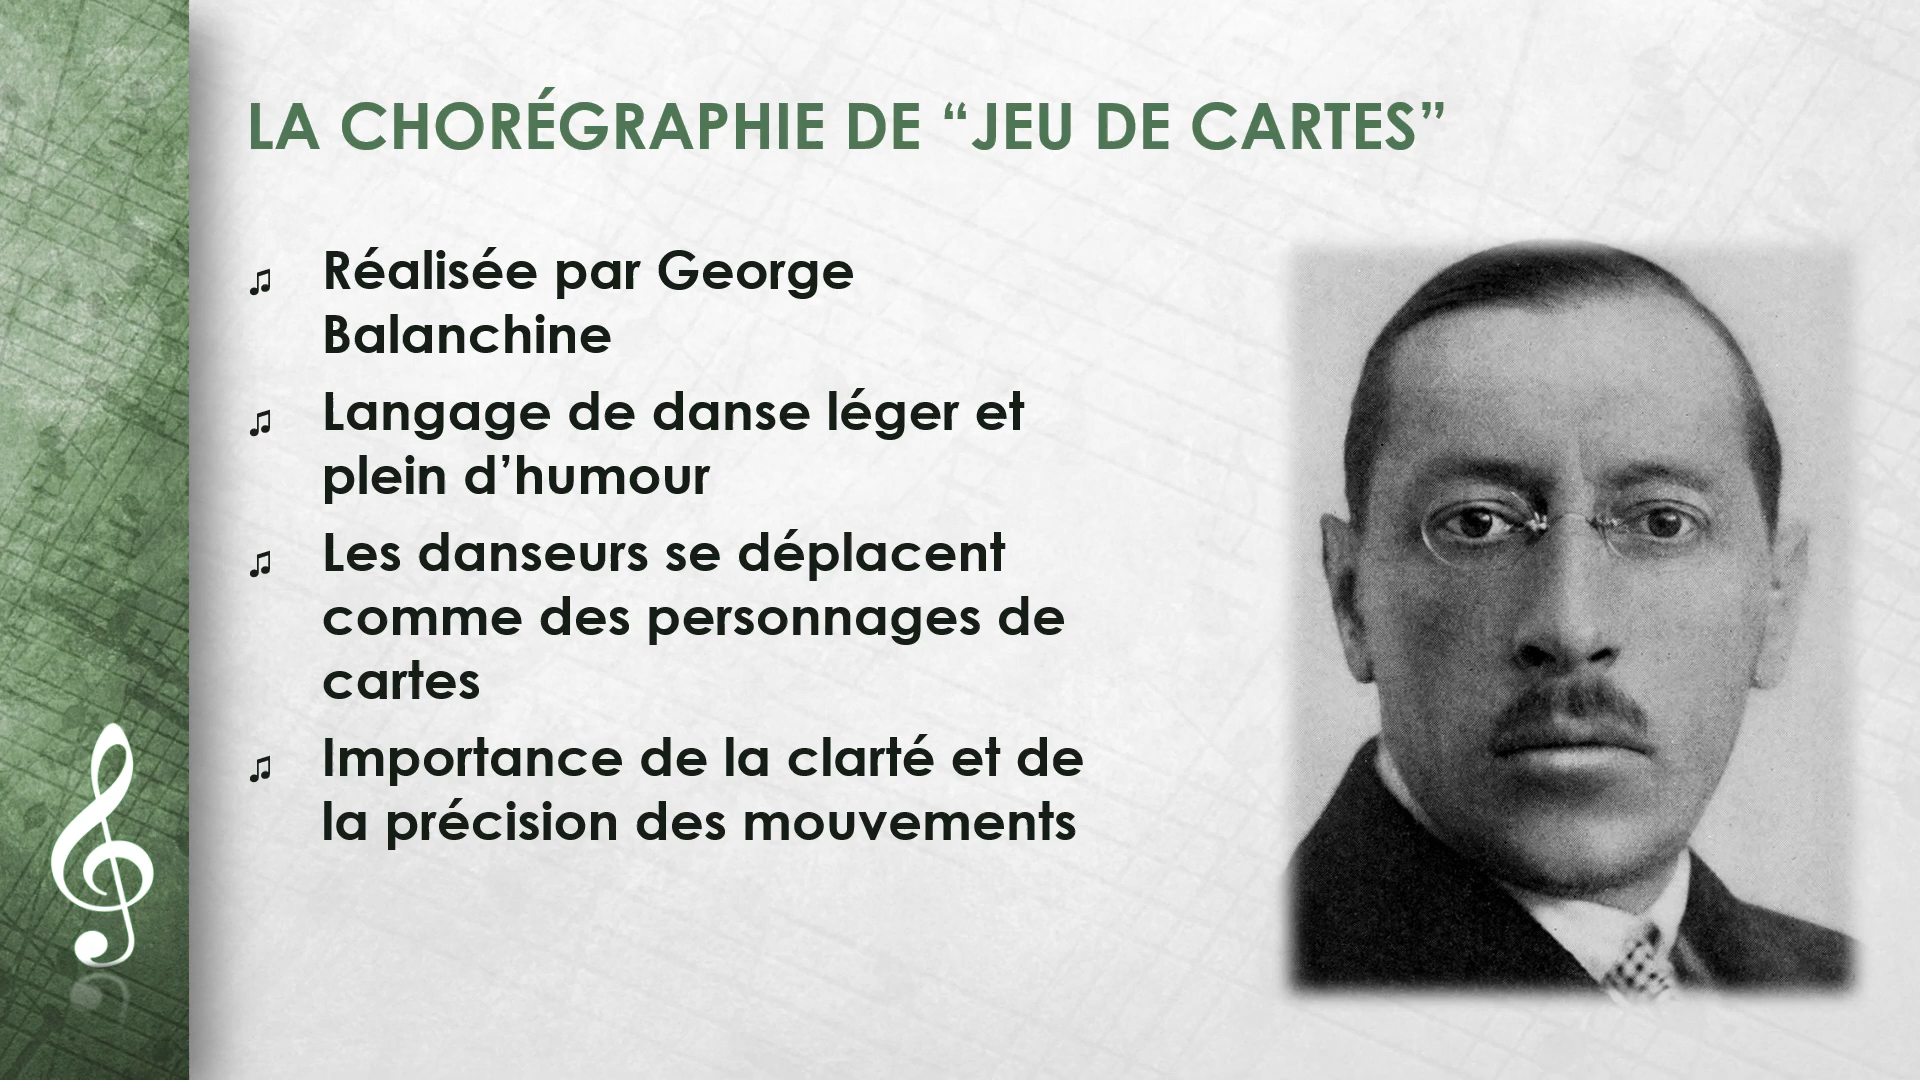 LA CHORÉGRAPHIE DE “JEU DE CARTES”
♫ Réalisée par George
Balanchine
♫ Langage de danse léger et
plein d’humour
♫ Les danseurs se déplacent
comme des personnages de
cartes
♫ Importance de la clarté et de
la précision des mouvements